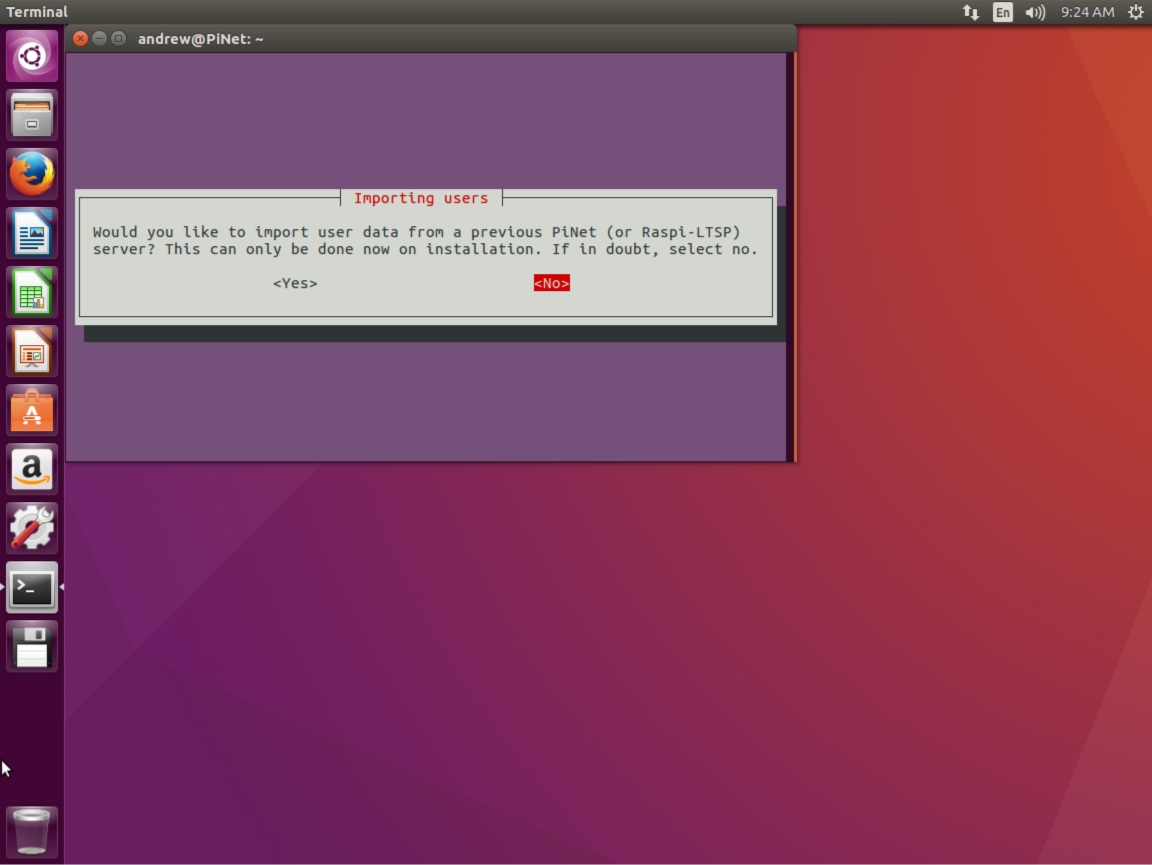 Terminal
En
9:24 AM
andrew@PiNet: ~
Importing users
Would you like to import user data from a previous PiNet (or Raspi-LTSP)
server? This can only be done now on installation. If in doubt, select no.
<Yes> <No>
A
a
>_